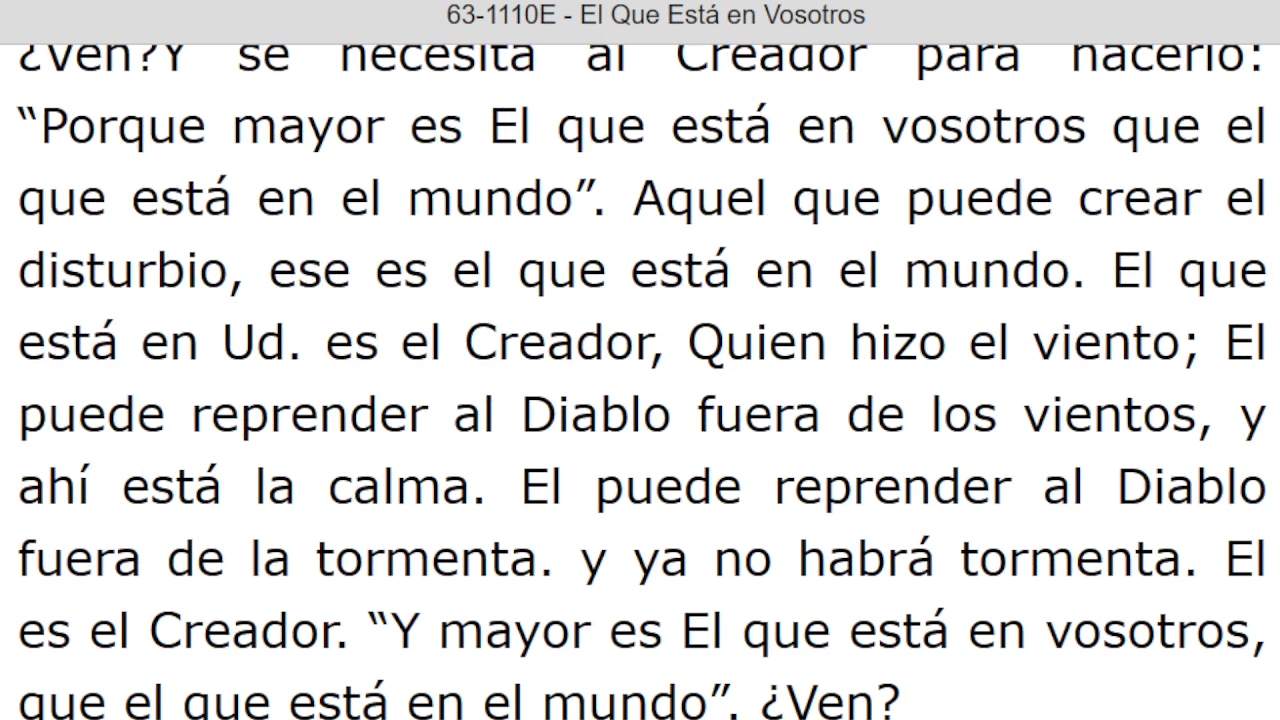 63-1110E - El Que Está en Vosotros
¿Ven?Y se necesita al Creador para hacerlo:
“Porque mayor es El que está en vosotros que el
que está en el mundo”. Aquel que puede crear el
disturbio, ese es el que está en el mundo. El que
está en Ud. es el Creador, Quien hizo el viento; El
puede reprender al Diablo fuera de los vientos, y
ahí está la calma. El puede reprender al Diablo
fuera de la tormenta. y ya no habrá tormenta. El
es el Creador. “Y mayor es El que está en vosotros,
que el que está en el mundo”. ¿Ven?